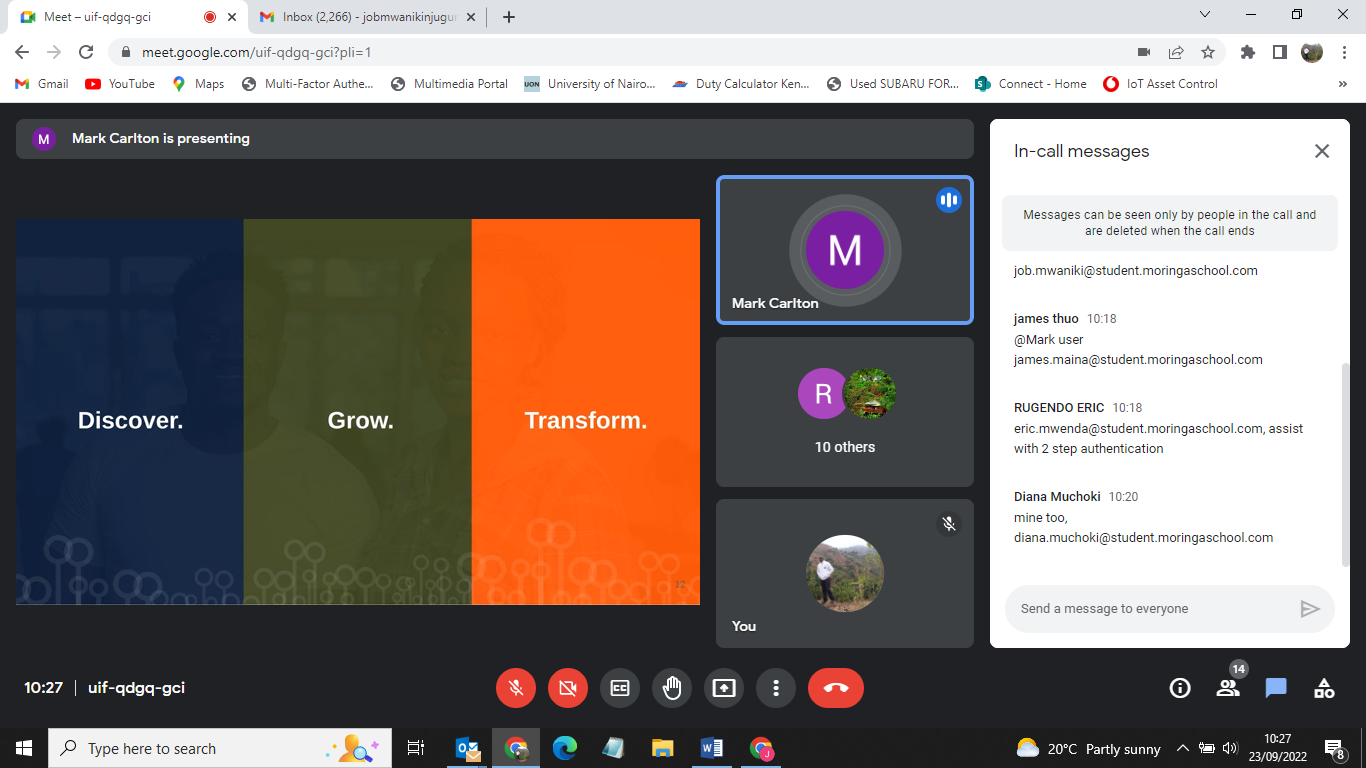 Meet – uif-qdgq-gci
Inbox (2,266) - jobmwanikinjugu
meet.google.com/uif-qdgq-gci?pli=1
Gmail
YouTube
Maps
Multi-Factor Authe...
Multimedia Portal
UON
University of Nairo...
Duty Calculator Ken...
Used SUBARU FOR...
Connect - Home
IoT Asset Control
»
M
Mark Carlton is presenting
Discover.
Grow.
Transform.
12
M
Mark Carlton
R
10 others
You
In-call messages
Messages can be seen only by people in the call and
are deleted when the call ends
job.mwaniki@student.moringaschool.com
james thuo 10:18
@Mark user
james.maina@student.moringaschool.com
RUGENDO ERIC 10:18
eric.mwenda@student.moringaschool.com, assist
with 2 step authentication
Diana Muchoki 10:20
mine too,
diana.muchoki@student.moringaschool.com
Send a message to everyone
10:27 | uif-qdgq-gci
14
Type here to search
20°C Partly sunny
10:27
23/09/2022
8